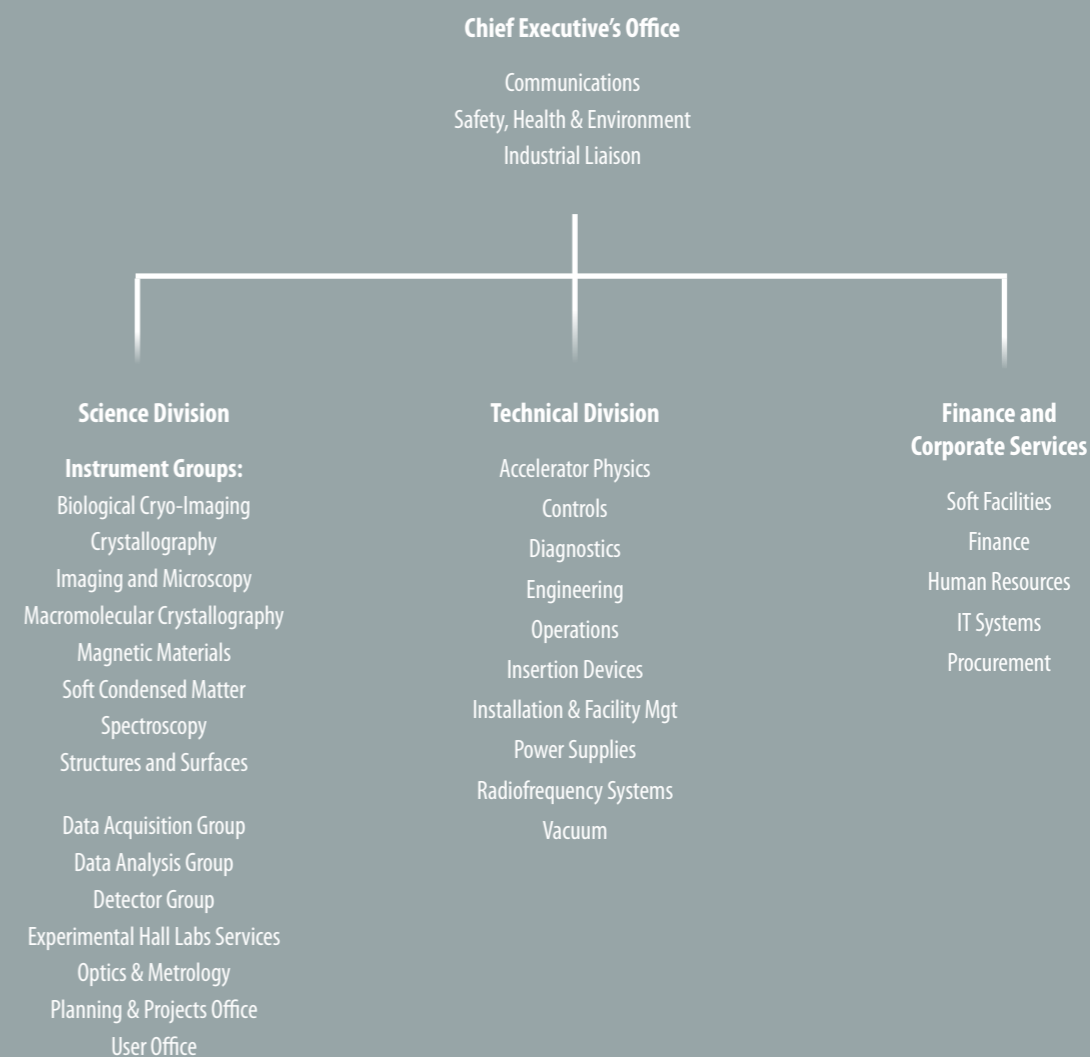 Chief Executive’s Office
Communications
Safety, Health & Environment
Industrial Liaison
Science Division
Instrument Groups:
Biological Cryo-Imaging
Crystallography
Imaging and Microscopy
Macromolecular Crystallography
Magnetic Materials
Soft Condensed Matter
Spectroscopy
Structures and Surfaces
Data Acquisition Group
Data Analysis Group
Detector Group
Experimental Hall Labs Services
Optics & Metrology
Planning & Projects Office
User Office
Technical Division
Accelerator Physics
Controls
Diagnostics
Engineering
Operations
Insertion Devices
Installation & Facility Mgt
Power Supplies
Radiofrequency Systems
Vacuum
Finance and
Corporate Services
Soft Facilities
Finance
Human Resources
IT Systems
Procurement